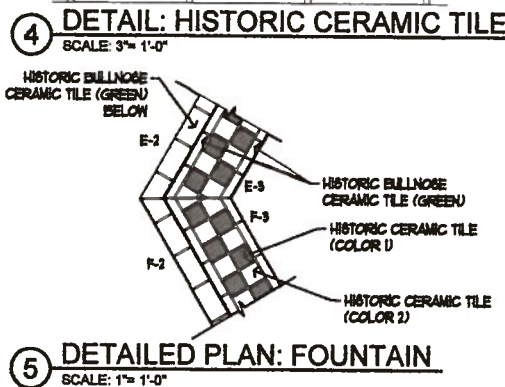 4 DETAIL: HISTORIC CERAMIC TILE
SCALE: 3"= 1'-0"
HISTORIC BULLNOSE
CERAMIC TILE (GREEN)
BELOW
E-2
E-3
HISTORIC BULLNOSE
CERAMIC TILE (GREEN)
F-3
HISTORIC CERAMIC TILE
(COLOR 1)
F-2
HISTORIC CERAMIC TILE
(COLOR 2)
5 DETAILED PLAN: FOUNTAIN
SCALE: 1"= 1'-0"